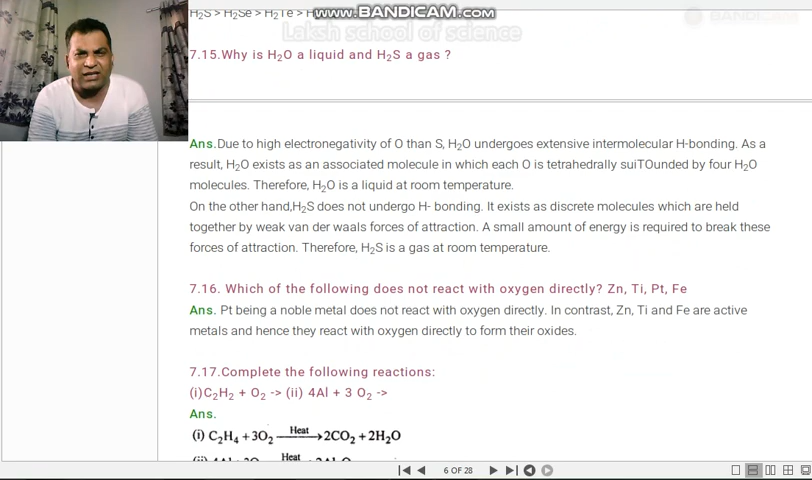 H₂S > H₂Se > H₂Te > H
www.BANDICAM.com
BANDICAM
Laksh school of science
7.15.Why is H₂O a liquid and H₂S a gas ?
Ans.Due to high electronegativity of O than S, H₂O undergoes extensive intermolecular H-bonding. As a
result, H₂O exists as an associated molecule in which each O is tetrahedrally suiTOunded by four H₂O
molecules. Therefore, H₂O is a liquid at room temperature.
On the other hand,H₂S does not undergo H- bonding. It exists as discrete molecules which are held
together by weak van der waals forces of attraction. A small amount of energy is required to break these
forces of attraction. Therefore, H₂S is a gas at room temperature.
7.16. Which of the following does not react with oxygen directly? Zn, Ti, Pt, Fe
Ans. Pt being a noble metal does not react with oxygen directly. In contrast, Zn, Ti and Fe are active
metals and hence they react with oxygen directly to form their oxides.
7.17.Complete the following reactions:
(i)C₂H₂ + O₂ -> (ii) 4Al + 3 O₂ ->
Ans.
(i) C₂H₄ + 3O₂ Heat → 2CO₂ + 2H₂O
Heat
6 OF 28